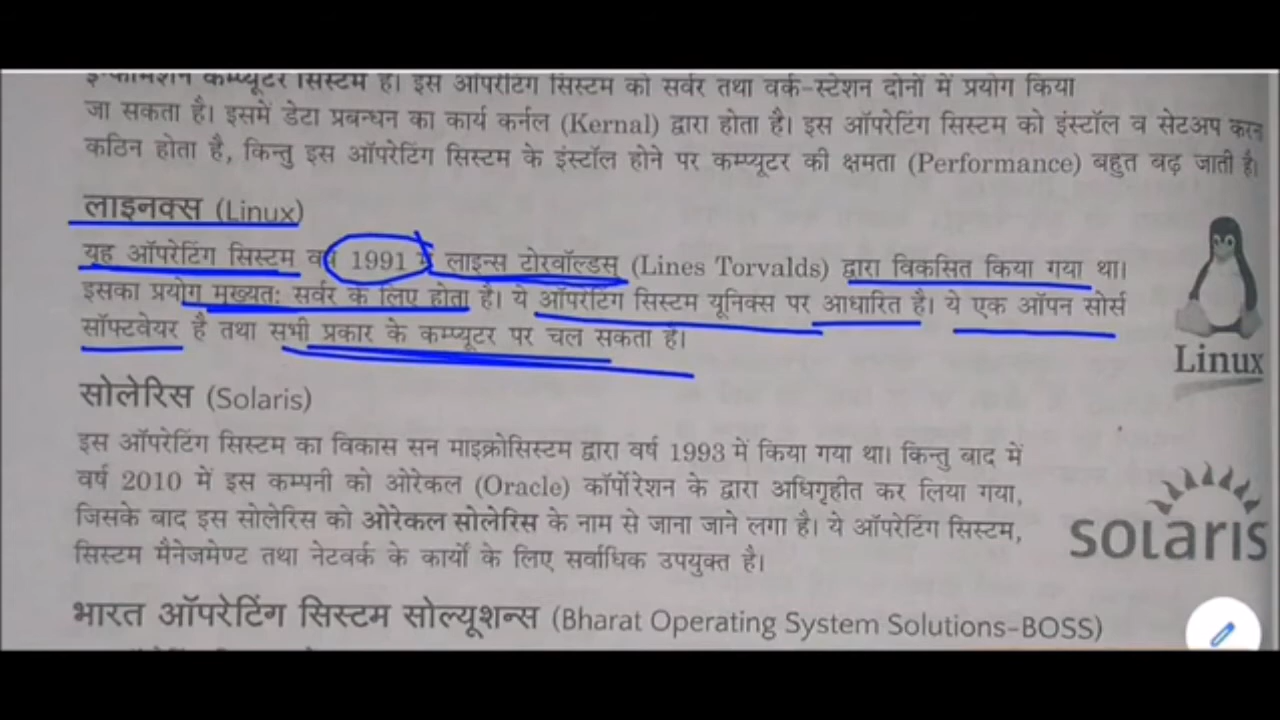 इन्फॉर्मेशन कम्प्यूटर सिस्टम है। इस ऑपरेटिंग सिस्टम को सर्वर तथा वर्क-स्टेशन दोनों में प्रयोग किया
जा सकता है। इसमें डेटा प्रबन्धन का कार्य कर्नल (Kernal) द्वारा होता है। इस ऑपरेटिंग सिस्टम को इंस्टॉल व सेटअप करना
कठिन होता है, किन्तु इस ऑपरेटिंग सिस्टम के इंस्टॉल होने पर कम्प्यूटर की क्षमता (Performance) बहुत बढ़ जाती है।
लाइनक्स (Linux)
यह ऑपरेटिंग सिस्टम वर्ष 1991 में लाइन्स टोरवॉल्डस् (Lines Torvalds) द्वारा विकसित किया गया था।
इसका प्रयोग मुख्यतः सर्वर के लिए होता है। ये ऑपरेटिंग सिस्टम यूनिक्स पर आधारित है। ये एक ऑपन सोर्स
सॉफ्टवेयर है तथा सभी प्रकार के कम्प्यूटर पर चल सकता है।
Linux
सोलेरिस (Solaris)
इस ऑपरेटिंग सिस्टम का विकास सन माइक्रोसिस्टम द्वारा वर्ष 1993 में किया गया था। किन्तु बाद में
वर्ष 2010 में इस कम्पनी को ओरेकल (Oracle) कॉर्पोरेशन के द्वारा अधिगृहीत कर लिया गया,
जिसके बाद इस सोलेरिस को ओरेकल सोलेरिस के नाम से जाना जाने लगा है। ये ऑपरेटिंग सिस्टम,
सिस्टम मैनेजमेण्ट तथा नेटवर्क के कार्यों के लिए सर्वाधिक उपयुक्त है।
solaris
भारत ऑपरेटिंग सिस्टम सोल्यूशन्स (Bharat Operating System Solutions-BOSS)